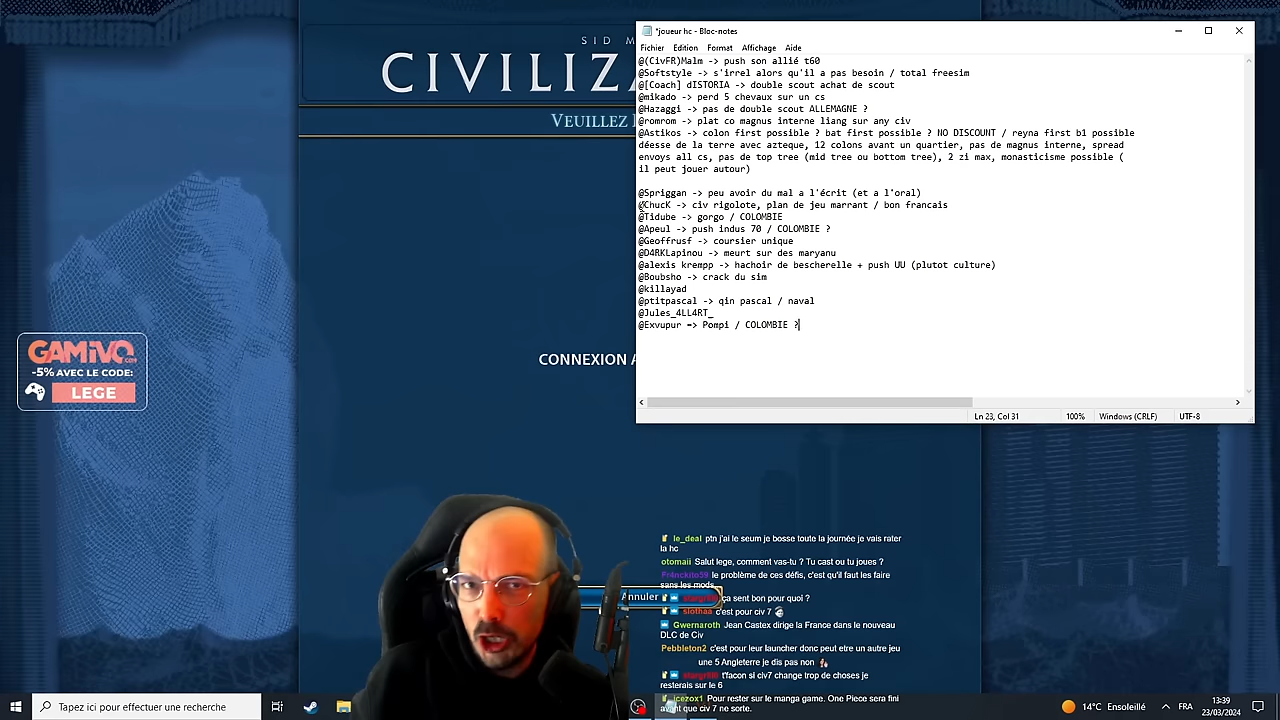 SID M
CIVILIZA
VEUILLEZ
CONNEXION A
Annuler
GAMIVO.com
-5% AVEC LE CODE:
LEGE
*joueur hc - Bloc-notes
Fichier Edition Format Affichage Aide
@(CivFR)Malm -> push son allié t60
@Softstyle -> s'irrel alors qu'il a pas besoin / total freesim
@[Coach] dISTORIA -> double scout achat de scout
@mikado -> perd 5 chevaux sur un cs
@Hazaggi -> pas de double scout ALLEMAGNE ?
@romrom -> plat co magnus interne liang sur any civ
@Astikos -> colon first possible ? bat first possible ? NO DISCOUNT / reyna first b1 possible
déesse de la terre avec azteque, 12 colons avant un quartier, pas de magnus interne, spread
envoys all cs, pas de top tree (mid tree ou bottom tree), 2 zi max, monasticisme possible (
il peut jouer autour)
@Spriggan -> peu avoir du mal a l'écrit (et a l'oral)
@ChucK -> civ rigolote, plan de jeu marrant / bon francais
@Tidube -> gorgo / COLOMBIE
@Apeul -> push indus 70 / COLOMBIE ?
@Geoffrusf -> coursier unique
@D4RKLapinou -> meurt sur des maryanu
@alexis krempp -> hachoir de bescherelle + push UU (plutot culture)
@Boubsho -> crack du sim
@killayad
@ptitpascal -> qin pascal / naval
@Jules_4LL4RT_
@Exvupur => Pompi / COLOMBIE ?
Ln 23, Col 31 100% Windows (CRLF) UTF-8
le_deal ptn j'ai le seum je bosse toute la journée je vais rater
la hc
otomaii Salut lege, comment vas-tu ? Tu cast ou tu joues ?
Fr4nckito59 le problème de ces défis, c'est qu'il faut les faire
sans les mods
ça sent bon pour quoi ?
slothaa c'est pour civ 7
Gwernaroth Jean Castex dirige la France dans le nouveau
DLC de Civ
Pebbleton2 c'est pour leur launcher donc peut etre un autre jeu
une 5 Angleterre je dis pas non
t'facon si civ7 change trop de choses je
resterais sur le 6
icezox1 Pour rester sur le manga game. One Piece sera fini
avant que civ 7 ne sorte.
Tapez ici pour effectuer une recherche
14°C Ensoleillé
FRA
13:39
23/03/2024